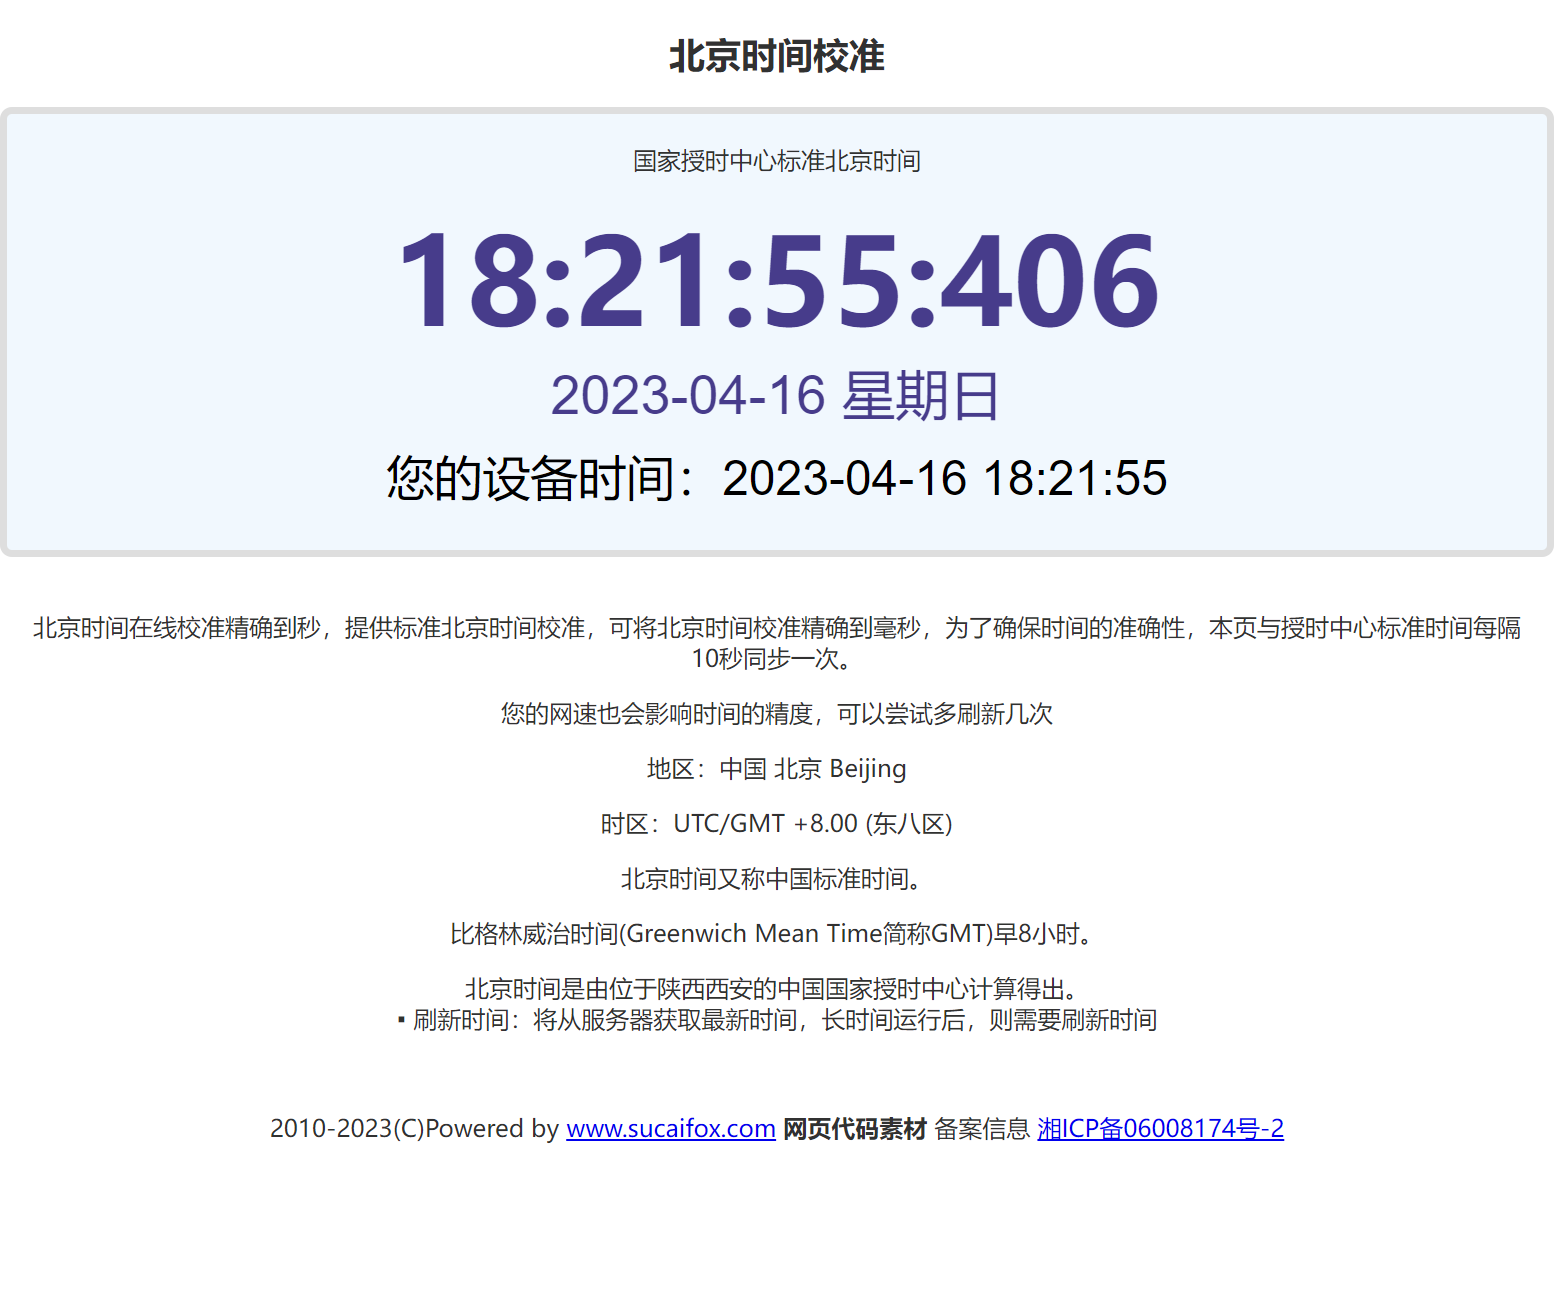 北京时间校准
国家授时中心标准北京时间
18:21:55:406
2023-04-16 星期日
您的设备时间：2023-04-16 18:21:55
北京时间在线校准精确到秒，提供标准北京时间校准，可将北京时间校准精确到毫秒，为了确保时间的准确性，本页与授时中心标准时间每隔
10秒同步一次。
您的网速也会影响时间的精度，可以尝试多刷新几次
地区：中国 北京 Beijing
时区：UTC/GMT +8.00 (东八区)
北京时间又称中国标准时间。
比格林威治时间(Greenwich Mean Time简称GMT)早8小时。
北京时间是由位于陕西西安的中国国家授时中心计算得出。
▪ 刷新时间：将从服务器获取最新时间，长时间运行后，则需要刷新时间
2010-2023(C)Powered by www.sucaifox.com 网页代码素材 备案信息 湘ICP备06008174号-2